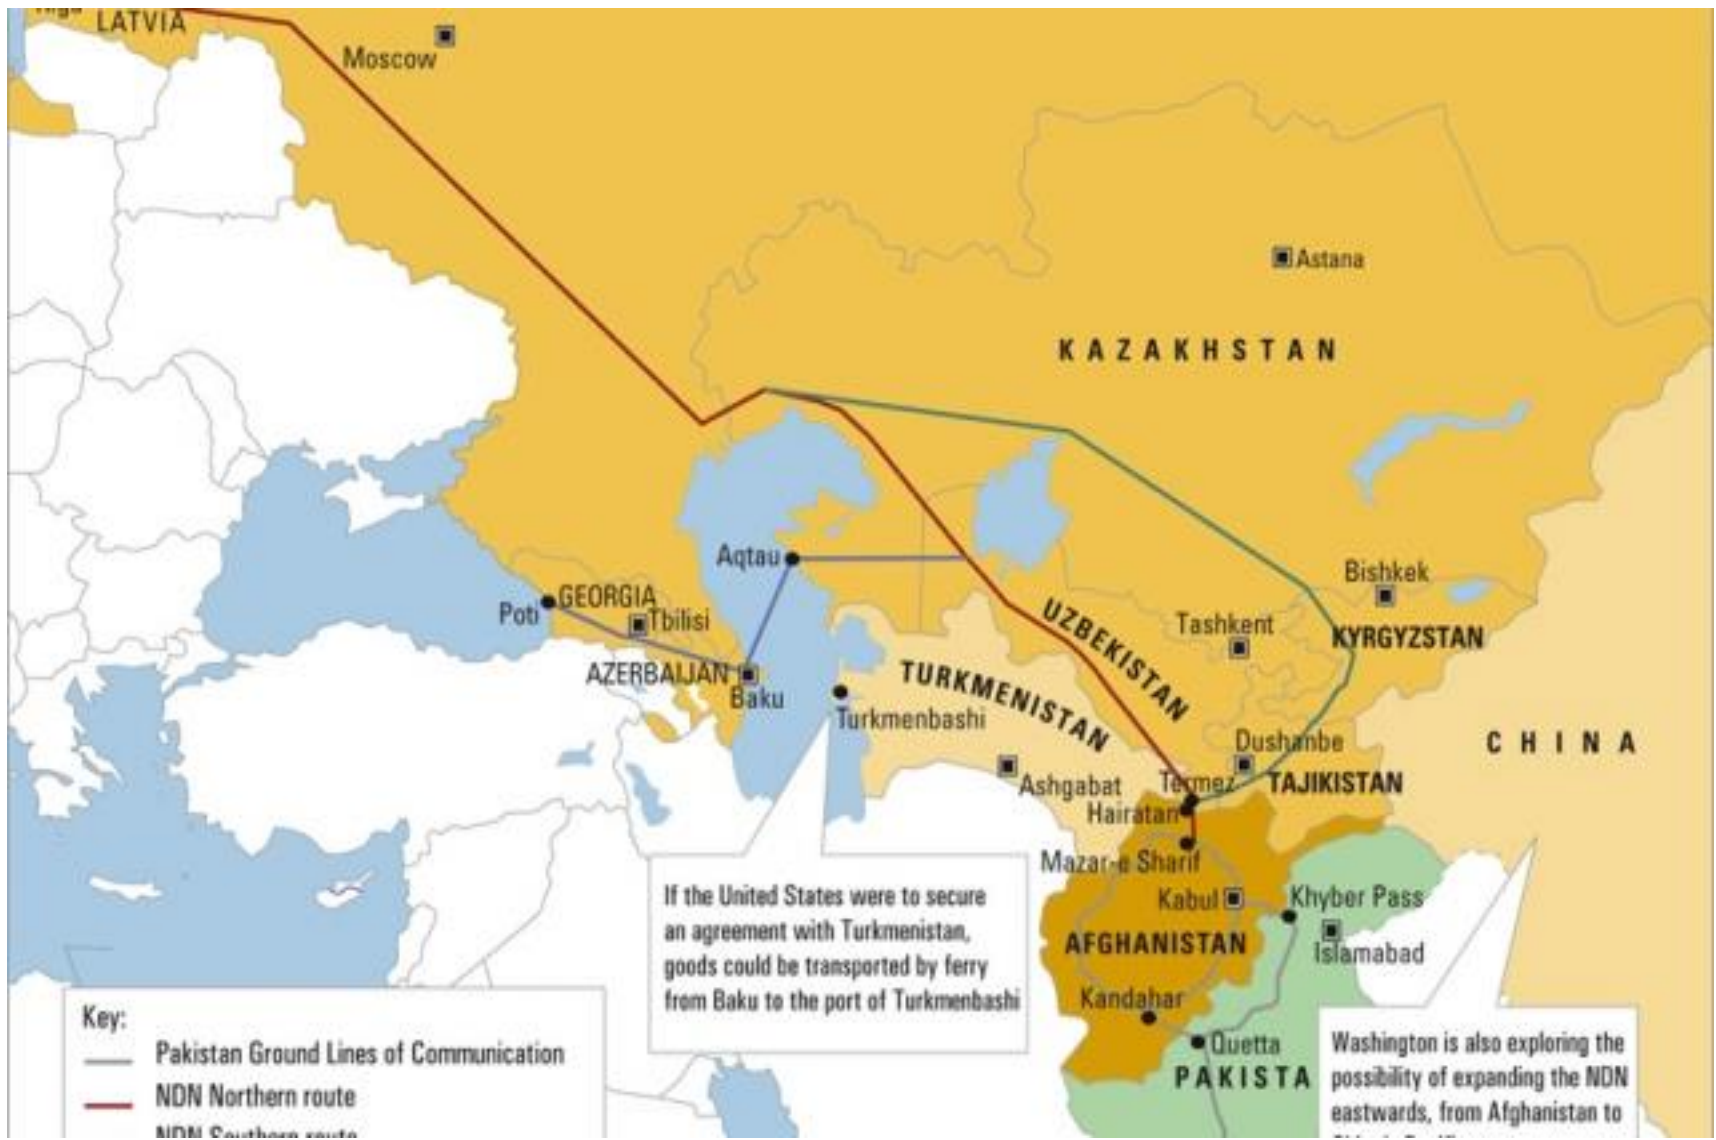 Riga
LATVIA
Moscow
Astana
KAZAKHSTAN
Aqtau
Bishkek
Poti
GEORGIA
Tbilisi
UZBEKISTAN
Tashkent
KYRGYZSTAN
AZERBAIJAN
Baku
TURKMENISTAN
Turkmenbashi
CHINA
Dushanbe
Ashgabat
Termez
TAJIKISTAN
Hairatan
Mazar-e Sharif
Kabul
Khyber Pass
AFGHANISTAN
Islamabad
Kandahar
Quetta
PAKISTA
If the United States were to secure
an agreement with Turkmenistan,
goods could be transported by ferry
from Baku to the port of Turkmenbashi
Key:
Pakistan Ground Lines of Communication
NDN Northern route
NDN Southern route
Washington is also exploring the
possibility of expanding the NDN
eastwards, from Afghanistan to